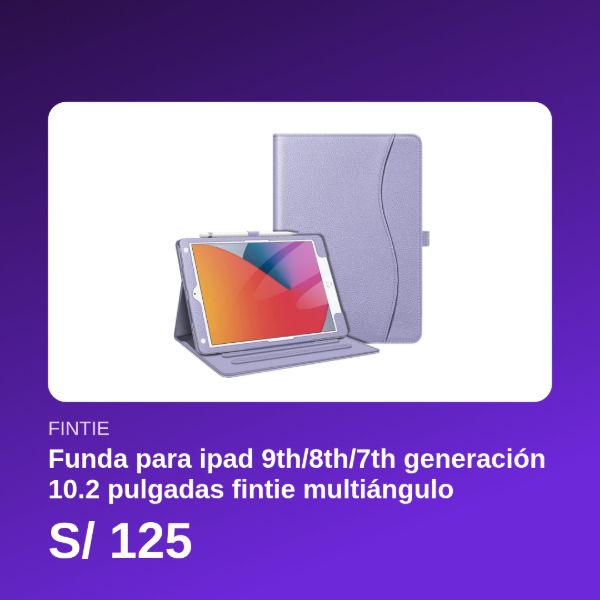 FINTIE
Funda para ipad 9th/8th/7th generación
10.2 pulgadas fintie multiángulo
S/ 125